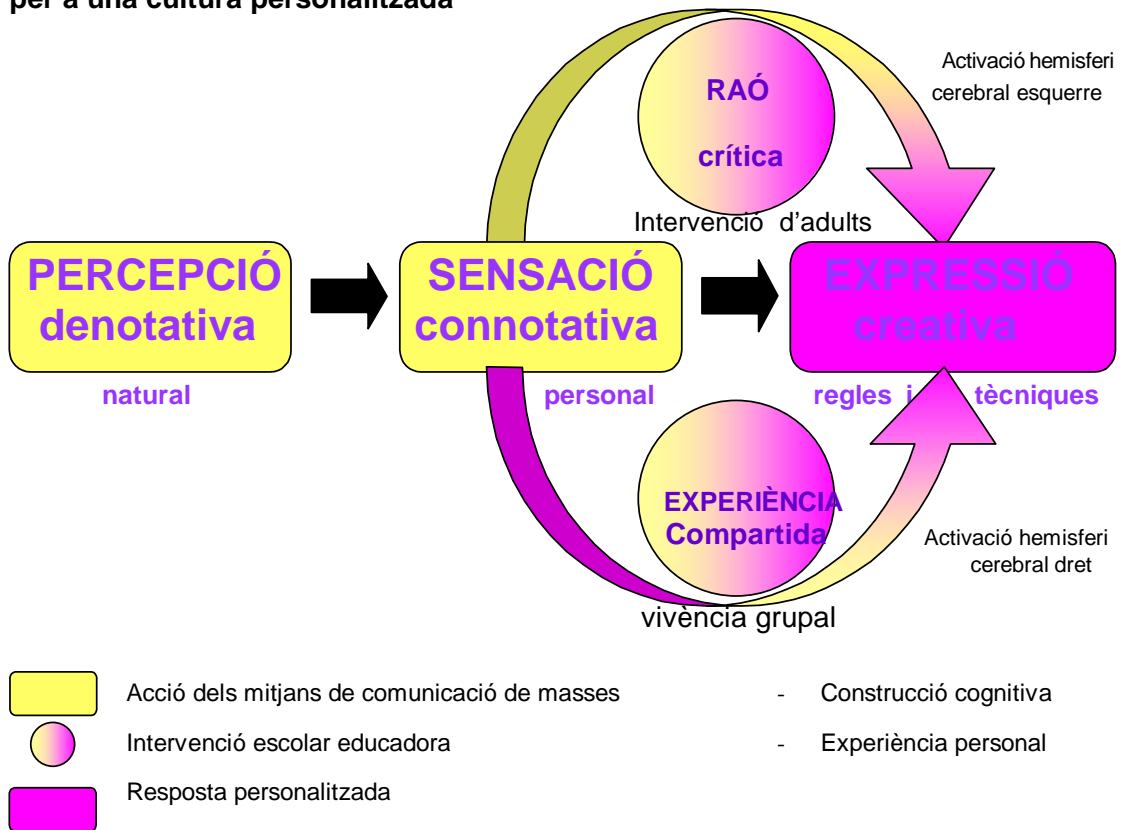 per a una cultura personalitzada
Activació hemisferi
cerebral esquerre
RAÓ
crítica
Intervenció d'adults
PERCEPCIÓ
denotativa
natural
SENSACIÓ
connotativa
personal
EXPRESSIÓ
creativa
regles i tècniques
EXPERIÈNCIA
Compartida
Activació hemisferi
cerebral dret
vivència grupal
Acció dels mitjans de comunicació de masses
- Construcció cognitiva
Intervenció escolar educadora
- Experiència personal
Resposta personalitzada